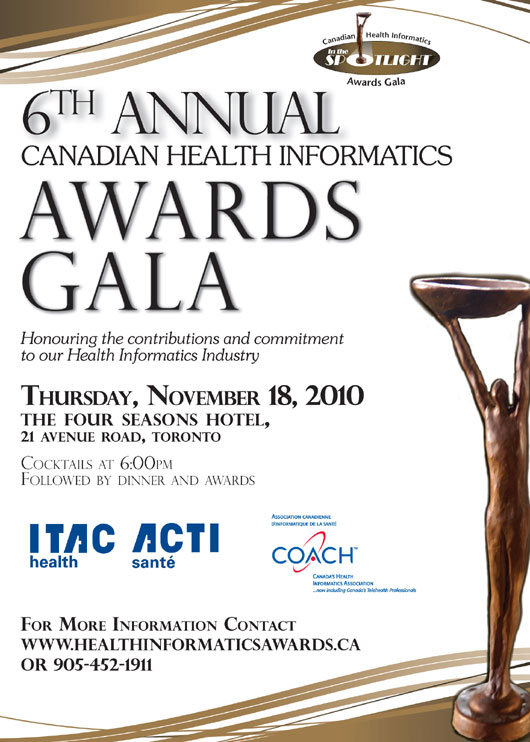 Canadian Health Informatics
In the
SPOTLIGHT
Awards Gala
6TH ANNUAL
CANADIAN HEALTH INFORMATICS
AWARDS
GALA
Honouring the contributions and commitment
to our Health Informatics Industry
THURSDAY, NOVEMBER 18, 2010
THE FOUR SEASONS HOTEL,
21 AVENUE ROAD, TORONTO
COCKTAILS AT 6:00PM
FOLLOWED BY DINNER AND AWARDS
ITAC ACTI
health santé
ASSOCIATION CANADIENNE
D'INFORMATIQUE DE LA SANTÉ
COACH™
CANADA'S HEALTH
INFORMATICS ASSOCIATION
...now including Canada's Telehealth Professionals
FOR MORE INFORMATION CONTACT
WWW.HEALTHINFORMATICSAWARDS.CA
OR 905-452-1911